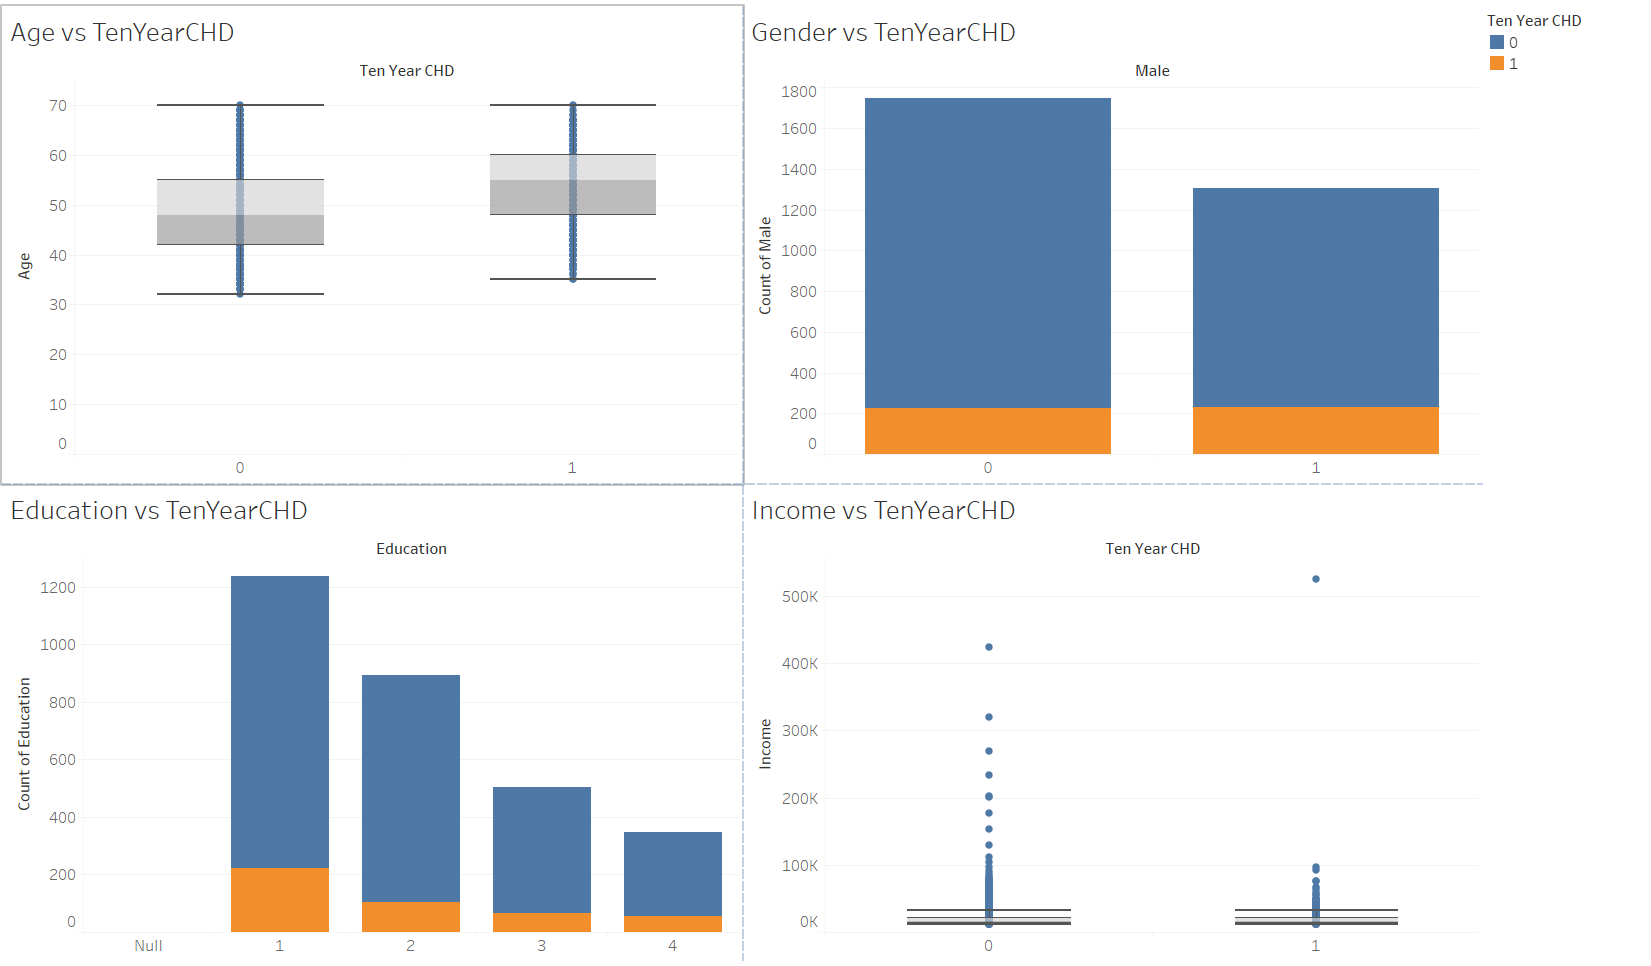 Age vs TenYearCHD
Ten Year CHD
70
60
50
40
30
20
10
0
Age
0 1
Gender vs TenYearCHD
Male
1800
1600
1400
1200
1000
800
600
400
200
0
Count of Male
0 1
Ten Year CHD
0
1
Education vs TenYearCHD
Education
1200
1000
800
600
400
200
0
Count of Education
Null 1 2 3 4
Income vs TenYearCHD
Ten Year CHD
500K
400K
300K
200K
100K
0K
Income
0 1